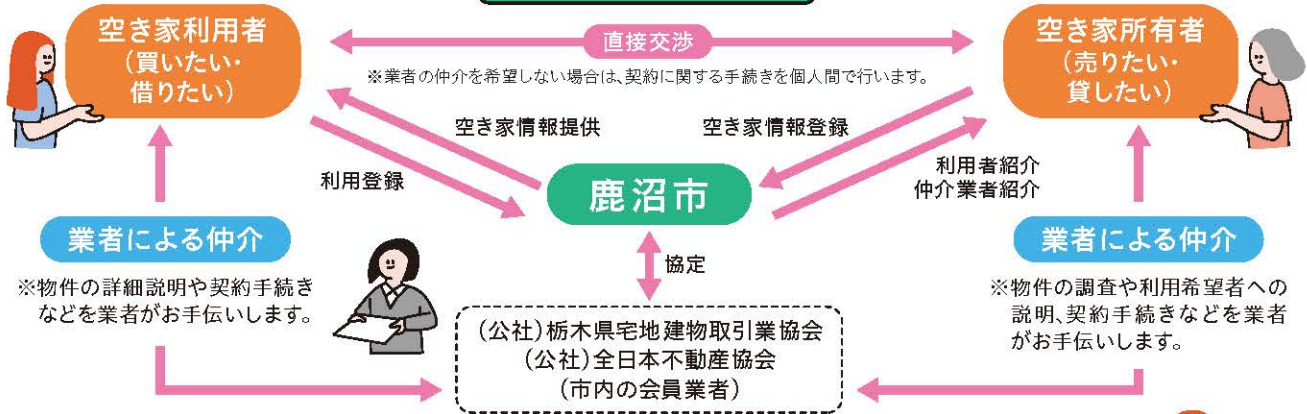 空き家利用者
(買いたい・
借りたい)
直接交渉
空き家所有者
(売りたい・
貸したい)
※業者の仲介を希望しない場合は、契約に関する手続きを個人間で行います。
空き家情報提供
空き家情報登録
利用登録
鹿沼市
利用者紹介
仲介業者紹介
業者による仲介
※物件の詳細説明や契約手続き
などを業者がお手伝いします。
協定
業者による仲介
※物件の調査や利用希望者への
説明、契約手続きなどを業者
がお手伝いします。
(公社)栃木県宅地建物取引業協会
(公社)全日本不動産協会
(市内の会員業者)